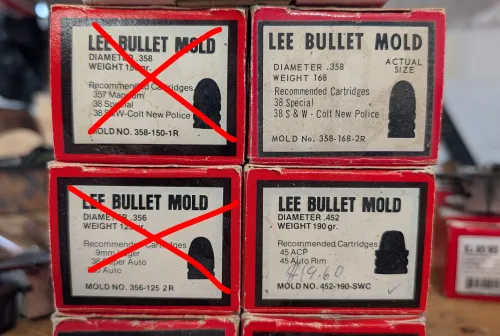 LEE BULLET MOLD
DIAMETER .358
WEIGHT
Recommended Cartridges
357 Magnum
38 Special
38 S&W-Colt New Police
MOLD NO. 358-150-1R
LEE BULLET MOLD
DIAMETER .358
WEIGHT 168
ACTUAL
SIZE
Recommended Cartridges
38 Special
38 S & W - Colt New Police
MOLD No. 358-168-2R
LEE BULLET MOLD
DIAMETER .356
WEIGHT
Recommended Cartridges
9mm Luger
38 Super Auto
Auto
MOLD NO. 356-125 2R
LEE BULLET MOLD
DIAMETER .452
WEIGHT 190 gr.
Recommended Cartridges
45 ACP
45 Auto Rim
$19.60
MOLD NO. 452-190-SWC